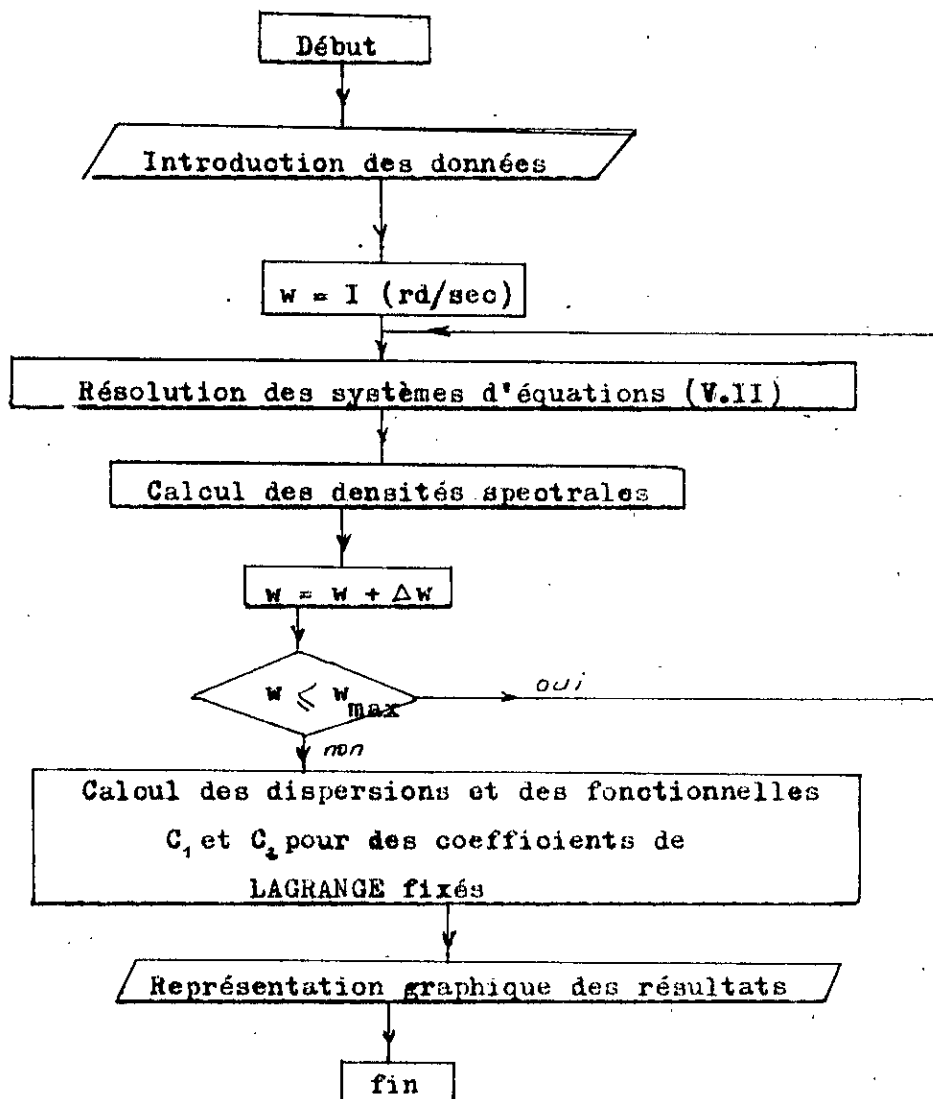 Début
Introduction des données
w = I (rd/sec)
Résolution des systèmes d'équations (V.II)
Calcul des densités spectrales
w = w + Δw
w ⩽ w max
oui
non
Calcul des dispersions et des fonctionnelles
C₁ et C₂ pour des coefficients de
LAGRANGE fixés
Représentation graphique des résultats
fin